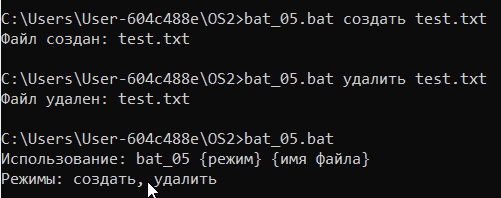 C:\Users\User-604c488e\OS2>bat_05.bat создать test.txt
Файл создан: test.txt
C:\Users\User-604c488e\OS2>bat_05.bat удалить test.txt
Файл удален: test.txt
C:\Users\User-604c488e\OS2>bat_05.bat
Использование: bat_05 {режим} {имя файла}
Режимы: создать, удалить